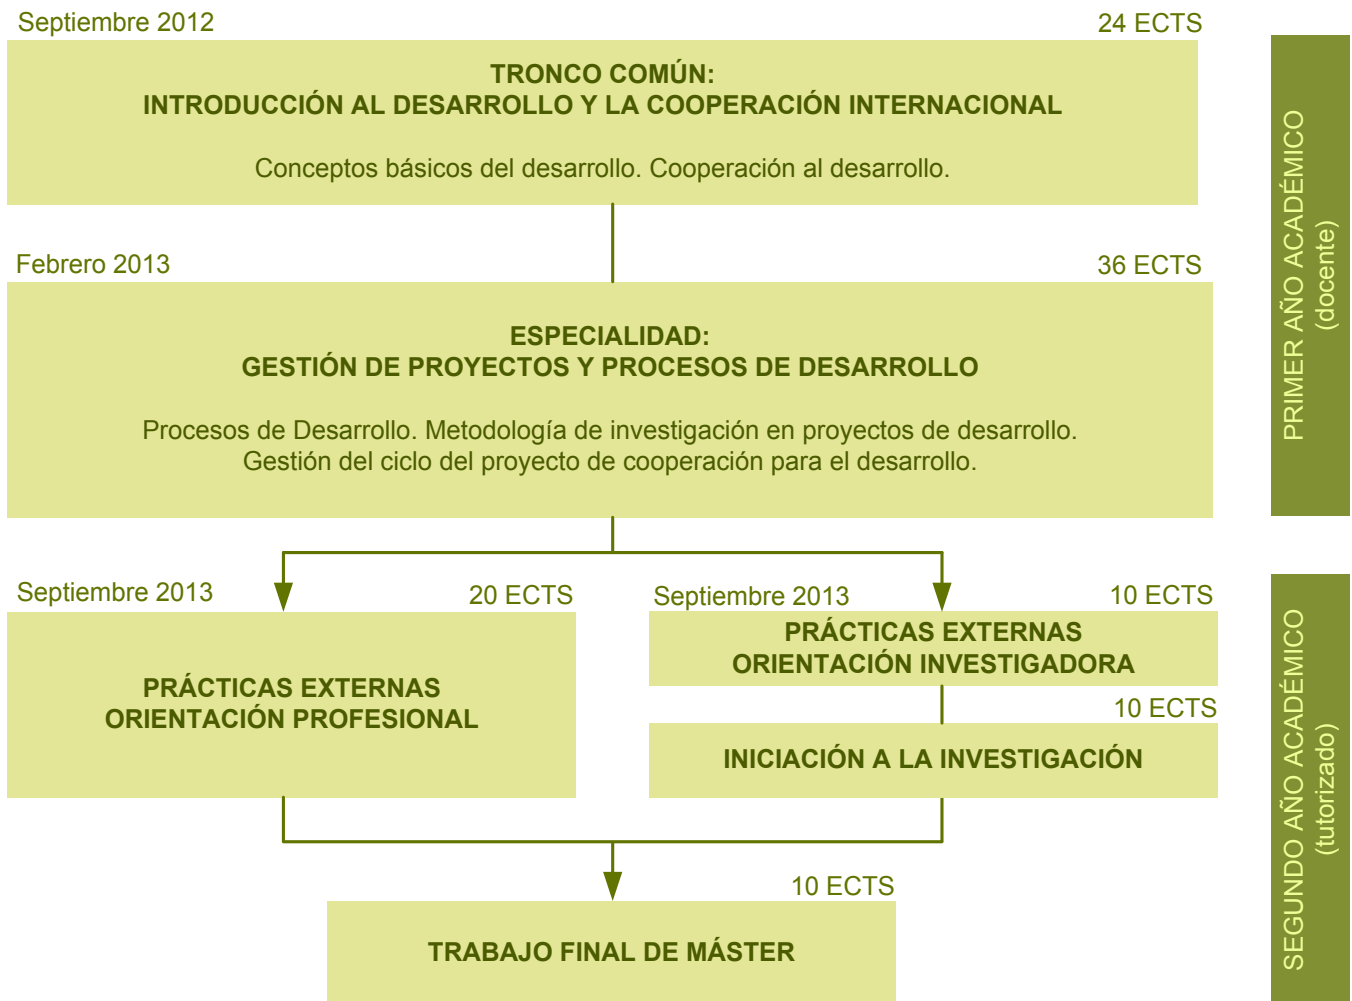 Septiembre 2012
24 ECTS
TRONCO COMÚN:
INTRODUCCIÓN AL DESARROLLO Y LA COOPERACIÓN INTERNACIONAL
Conceptos básicos del desarrollo. Cooperación al desarrollo.
Febrero 2013
36 ECTS
ESPECIALIDAD:
GESTIÓN DE PROYECTOS Y PROCESOS DE DESARROLLO
Procesos de Desarrollo. Metodología de investigación en proyectos de desarrollo.
Gestión del ciclo del proyecto de cooperación para el desarrollo.
PRIMER AÑO ACADÉMICO
(docente)
Septiembre 2013
20 ECTS
PRÁCTICAS EXTERNAS
ORIENTACIÓN PROFESIONAL
Septiembre 2013
10 ECTS
PRÁCTICAS EXTERNAS
ORIENTACIÓN INVESTIGADORA
10 ECTS
INICIACIÓN A LA INVESTIGACIÓN
10 ECTS
TRABAJO FINAL DE MÁSTER
SEGUNDO AÑO ACADÉMICO
(tutorizado)